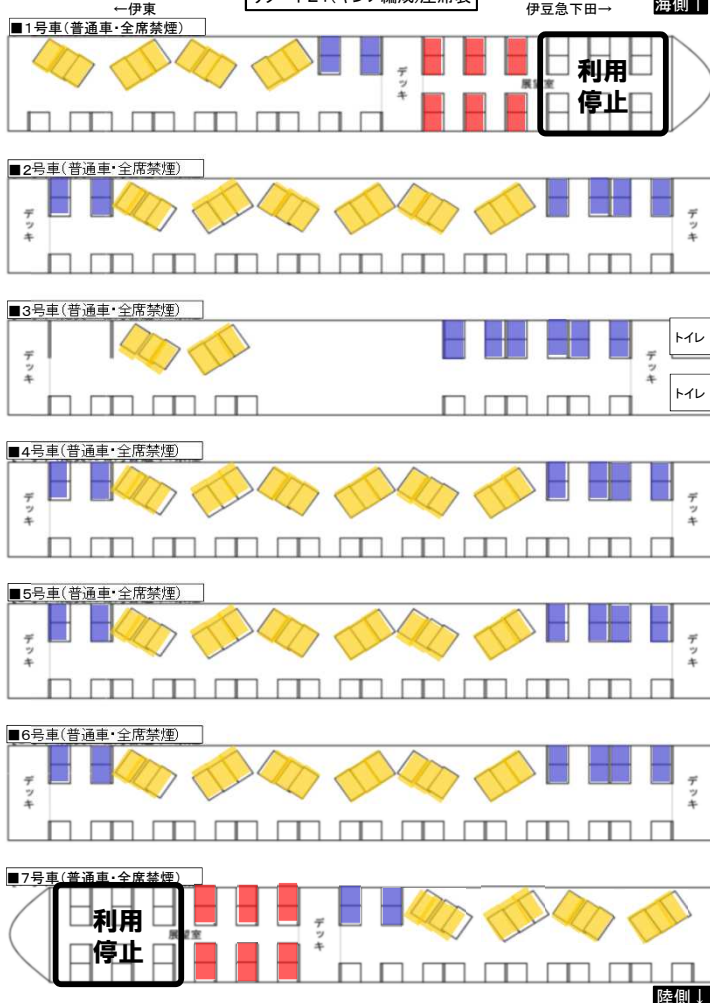 ←伊東
伊豆急下田→
海側↑
■1号車(普通車・全席禁煙)
デッキ
利用
停止
■2号車(普通車・全席禁煙)
デッキ
デッキ
■3号車(普通車・全席禁煙)
デッキ
デッキ
トイレ
トイレ
■4号車(普通車・全席禁煙)
デッキ
デッキ
■5号車(普通車・全席禁煙)
デッキ
デッキ
■6号車(普通車・全席禁煙)
デッキ
デッキ
■7号車(普通車・全席禁煙)
利用
停止
デッキ
陸側↓